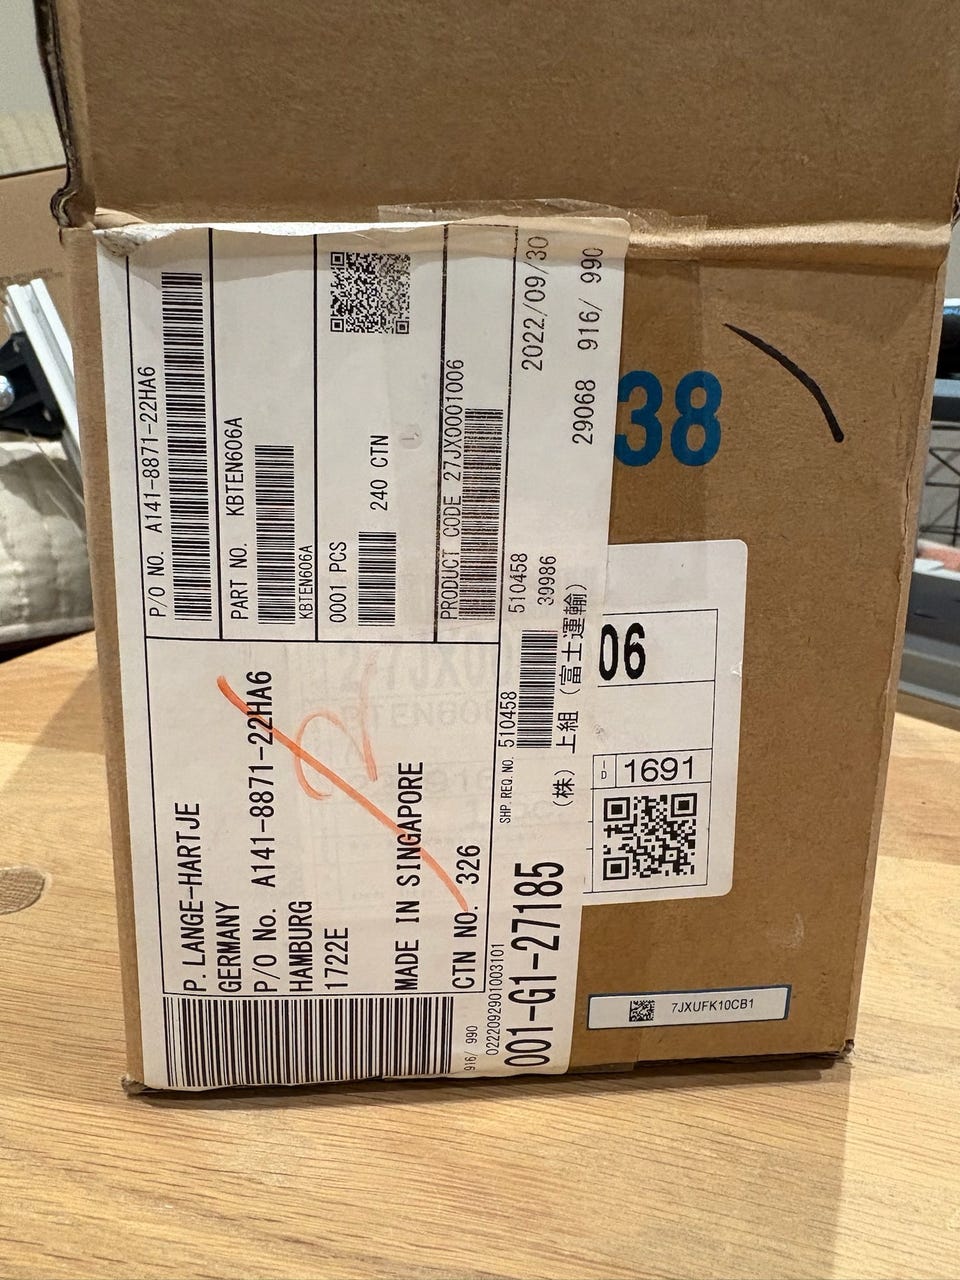 P/O NO. A141-8871-22HA6
PART NO. KBTEN606A
KBTEN606A
0001 PCS 240 CTN
PRODUCT CODE 27JX0001006
510458 2022/09/30
39986 29068 916/ 990
P. LANGE-HARTJE
GERMANY
P/O No. A141-8871-22HA6
HAMBURG
1722E
MADE IN SINGAPORE
CTN NO. 326
SHP.REQ.NO. 510458
(株) 上組 (富士運輸)
916/ 990
0222092901003101
001-G1-27185
2
38
06
ID 1691
7JXUFK10CB1